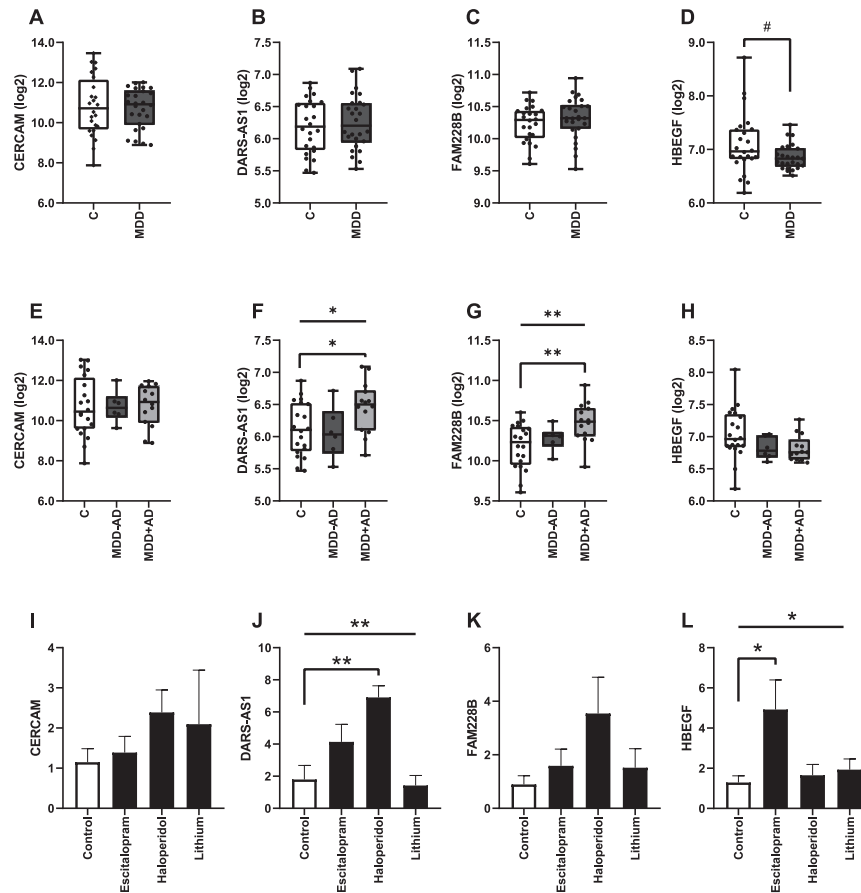 A
CERCAM (log2)
14.0
12.0
10.0
8.0
6.0
C
MDD
B
DARS-AS1 (log2)
7.5
7.0
6.5
6.0
5.5
5.0
C
MDD
C
FAM228B (log2)
11.5
11.0
10.5
10.0
9.5
9.0
C
MDD
D
HBEGF (log2)
9.0
8.0
7.0
6.0
#
C
MDD
E
CERCAM (log2)
14.0
12.0
10.0
8.0
6.0
C
MDD-AD
MDD+AD
F
DARS-AS1 (log2)
7.5
7.0
6.5
6.0
5.5
5.0
*
*
C
MDD-AD
MDD+AD
G
FAM228B (log2)
11.5
11.0
10.5
10.0
9.5
**
**
C
MDD-AD
MDD+AD
H
HBEGF (log2)
8.5
8.0
7.5
7.0
6.5
6.0
C
MDD-AD
MDD+AD
I
CERCAM
4
3
2
1
0
Control
Escitalopram
Haloperidol
Lithium
J
DARS-AS1
10
8
6
4
2
0
**
**
Control
Escitalopram
Haloperidol
Lithium
K
FAM228B
6
4
2
0
Control
Escitalopram
Haloperidol
Lithium
L
HBEGF
8
6
4
2
0
*
*
Control
Escitalopram
Haloperidol
Lithium